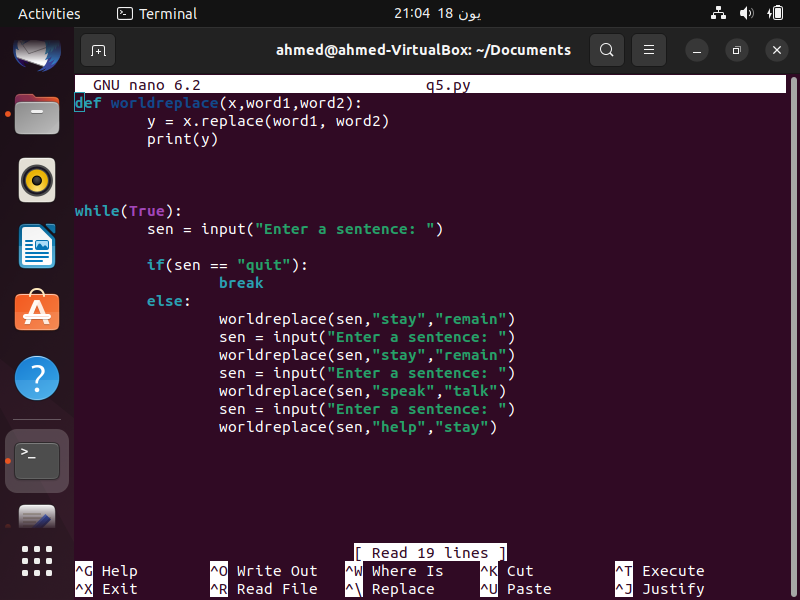 Activities Terminal 21:04 18 يون
ahmed@ahmed-VirtualBox: ~/Documents
GNU nano 6.2 q5.py
def worldreplace(x,word1,word2):
        y = x.replace(word1, word2)
        print(y)
while(True):
        sen = input("Enter a sentence: ")
        if(sen == "quit"):
                break
        else:
                worldreplace(sen,"stay","remain")
                sen = input("Enter a sentence: ")
                worldreplace(sen,"stay","remain")
                sen = input("Enter a sentence: ")
                worldreplace(sen,"speak","talk")
                sen = input("Enter a sentence: ")
                worldreplace(sen,"help","stay")
[ Read 19 lines ]
^G Help ^O Write Out ^W Where Is ^K Cut ^T Execute
^X Exit ^R Read File ^\ Replace ^U Paste ^J Justify